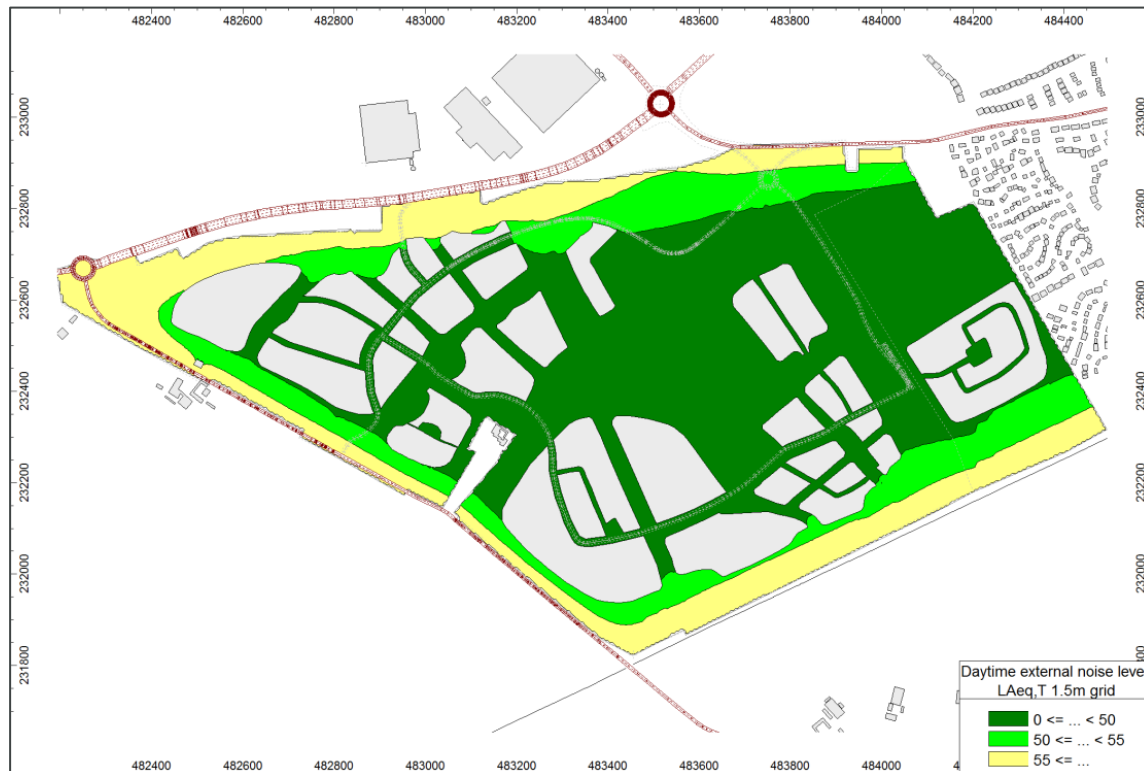 482400 482600 482800 483000 483200 483400 483600 483800 484000 484200 484400
233000 233000
232800 232800
232600 232600
232400 232400
232200 232200
232000 232000
231800 231800
Daytime external noise level
LAeq,T 1.5m grid
0 <= ... < 50
50 <= ... < 55
55 <= ...
482400 482600 482800 483000 483200 483400 483600 483800 484000